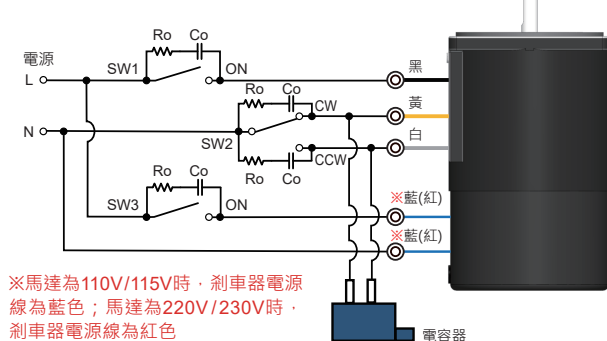 Ro Co
電源
L
SW1
ON
黑
Ro Co
CW
黃
N
SW2
白
CCW
Ro Co
Ro Co
SW3
ON
※藍(紅)
※藍(紅)
※馬達為110V/115V時，剎車器電源
線為藍色；馬達為220V/230V時，
剎車器電源線為紅色
電容器